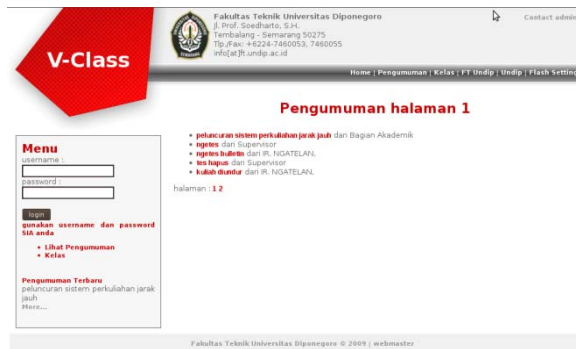 V-Class
Fakultas Teknik Universitas Diponegoro
Jl. Prof. Soedharto, S.H.
Tembalang - Semarang 50275
Tlp./Fax: +6224-7460053, 7460055
info[at]ft.undip.ac.id
Contact admin
Home | Pengumuman | Kelas | FT Undip | Undip | Flash Setting
Pengumuman halaman 1
peluncuran sistem perkuliahan jarak jauh dari Bagian Akademik
ngetes dari Supervisor
ngetes bulletin dari IR. NGATELAN.
tes hapus dari Supervisor
kuliah diundur dari IR. NGATELAN.
halaman : 1 2
Menu
username :
password :
login
gunakan username dan password
SIA anda
Lihat Pengumuman
Kelas
Pengumuman Terbaru
peluncuran sistem perkuliahan jarak
jauh
More...
Fakultas Teknik Universitas Diponegoro © 2009 | webmaster